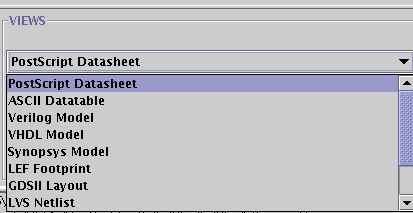 VIEWS
PostScript Datasheet
PostScript Datasheet
ASCII Datatable
Verilog Model
VHDL Model
Synopsys Model
LEF Footprint
GDSII Layout
LVS Netlist